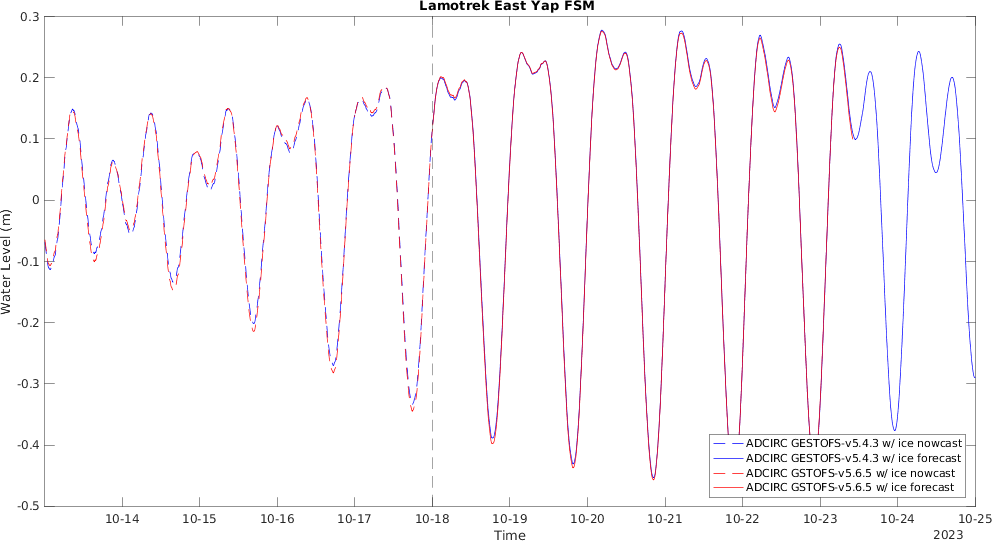 Lamotrek East Yap FSM
0.3
0.2
0.1
0
-0.1
-0.2
-0.3
-0.4
-0.5
Water Level (m)
ADCIRC GESTOFS-v5.4.3 w/ ice nowcast
ADCIRC GESTOFS-v5.4.3 w/ ice forecast
ADCIRC GSTOFS-v5.6.5 w/ ice nowcast
ADCIRC GSTOFS-v5.6.5 w/ ice forecast
10-14 10-15 10-16 10-17 10-18 10-19 10-20 10-21 10-22 10-23 10-24 10-25
Time
2023